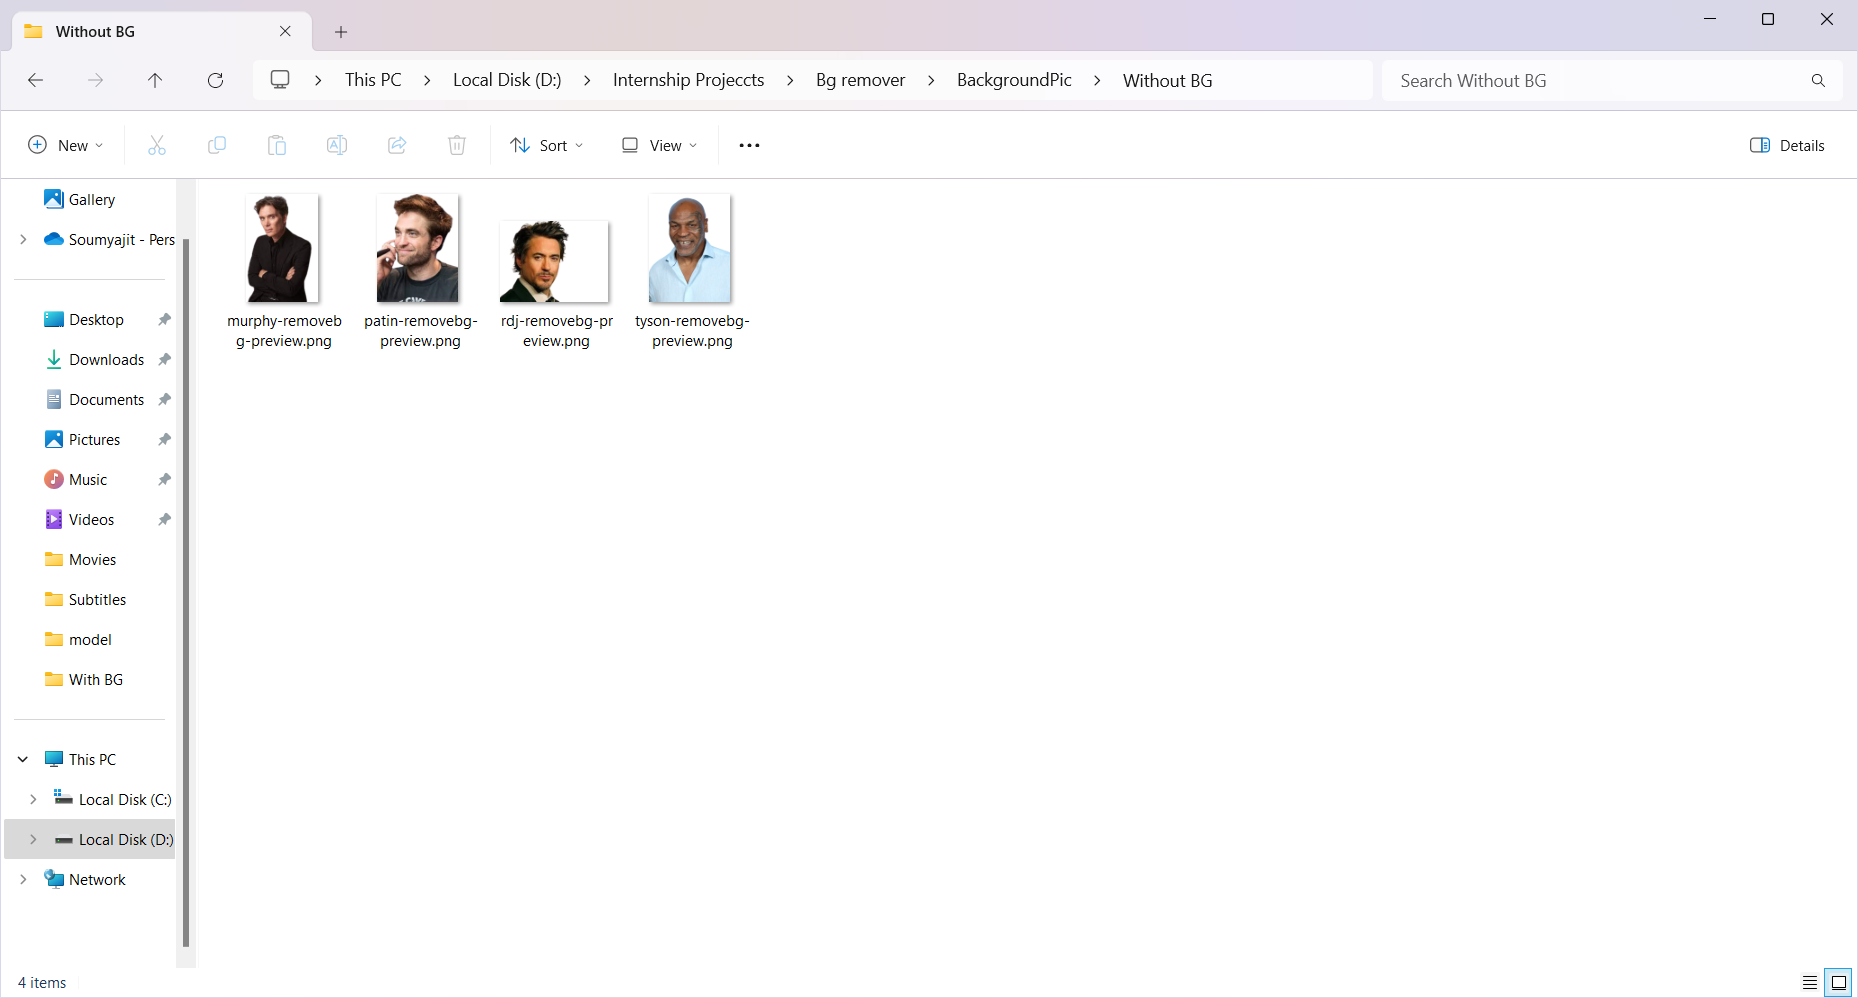 Without BG
This PC > Local Disk (D:) > Internship Projeccts > Bg remover > BackgroundPic > Without BG
Search Without BG
New
Sort
View
Details
Gallery
Soumyajit - Pers
Desktop
Downloads
Documents
Pictures
Music
Videos
Movies
Subtitles
model
With BG
This PC
Local Disk (C:)
Local Disk (D:)
Network
murphy-removeb
g-preview.png
patin-removebg-
preview.png
rdj-removebg-pr
eview.png
tyson-removebg-
preview.png
4 items